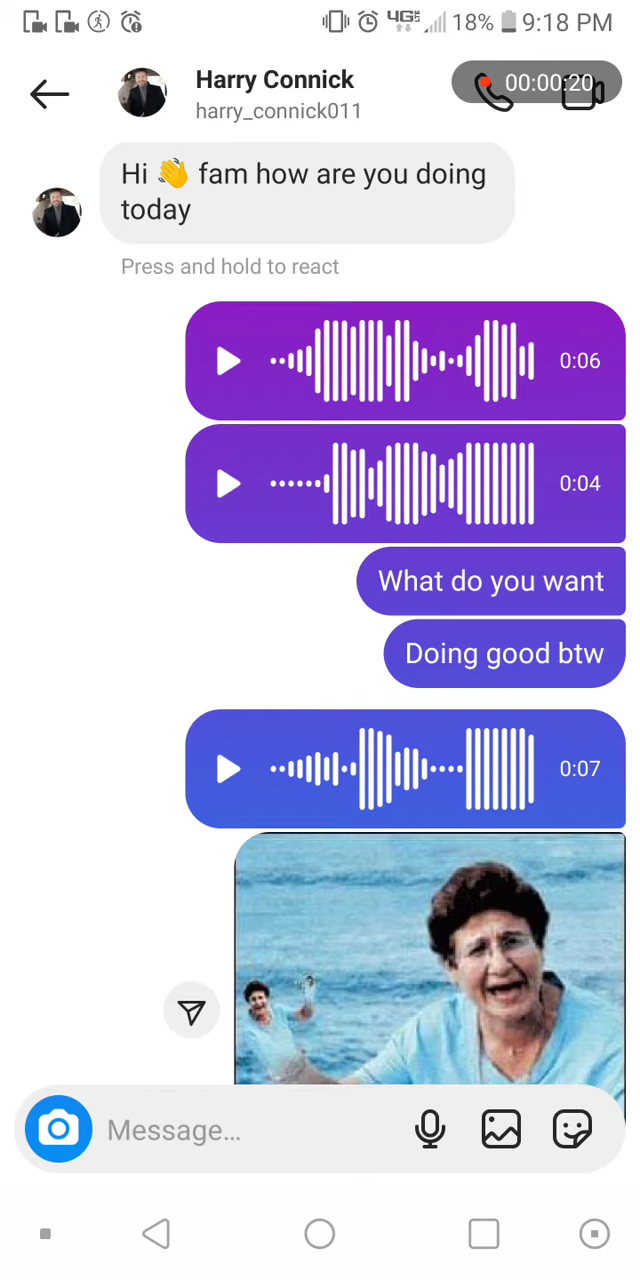 4GE 18% 9:18 PM
Harry Connick
harry_connick011
00:00:20
Hi 👋 fam how are you doing
today
Press and hold to react
0:06
0:04
What do you want
Doing good btw
0:07
Message...